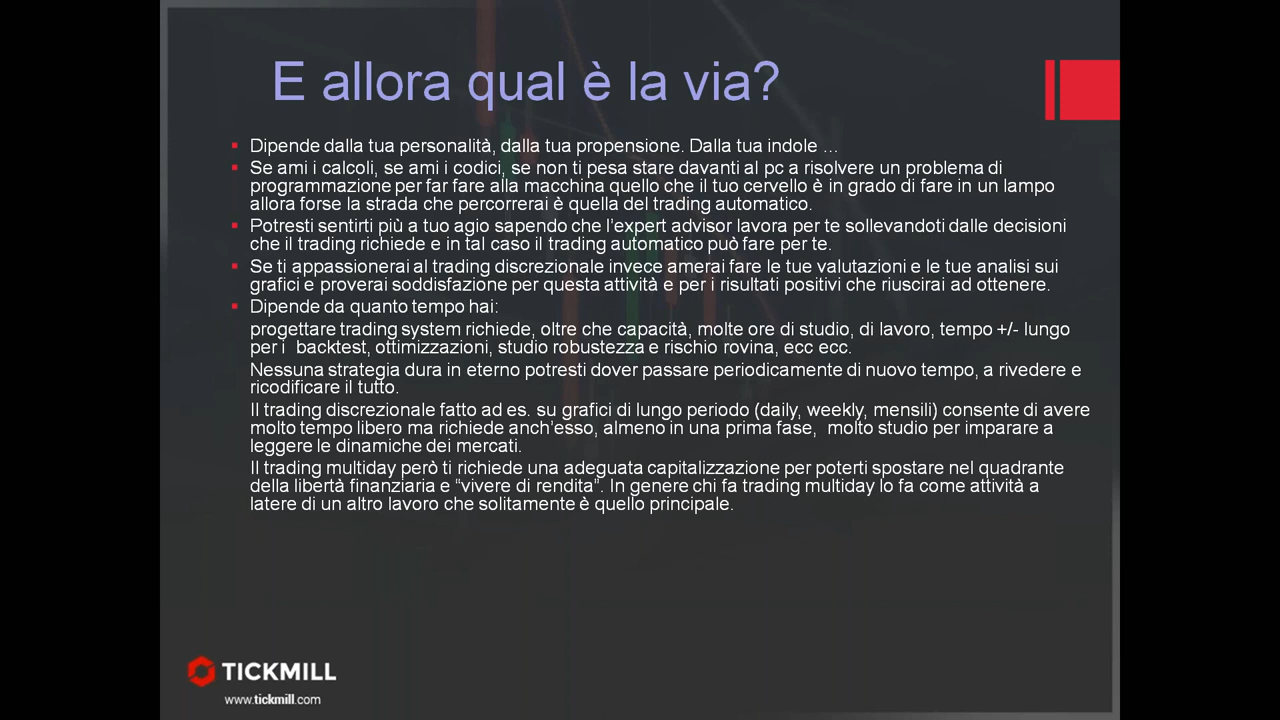 E allora qual è la via?
Dipende dalla tua personalità, dalla tua propensione. Dalla tua indole ...
Se ami i calcoli, se ami i codici, se non ti pesa stare davanti al pc a risolvere un problema di
programmazione per far fare alla macchina quello che il tuo cervello è in grado di fare in un lampo
allora forse la strada che percorrerai è quella del trading automatico.
Potresti sentirti più a tuo agio sapendo che l'expert advisor lavora per te sollevandoti dalle decisioni
che il trading richiede e in tal caso il trading automatico può fare per te.
Se ti appassionerai al trading discrezionale invece amerai fare le tue valutazioni e le tue analisi sui
grafici e proverai soddisfazione per questa attività e per i risultati positivi che riuscirai ad ottenere.
Dipende da quanto tempo hai:
progettare trading system richiede, oltre che capacità, molte ore di studio, di lavoro, tempo +/- lungo
per i backtest, ottimizzazioni, studio robustezza e rischio rovina, ecc ecc.
Nessuna strategia dura in eterno potresti dover passare periodicamente di nuovo tempo, a rivedere e
ricodificare il tutto.
Il trading discrezionale fatto ad es. su grafici di lungo periodo (daily, weekly, mensili) consente di avere
molto tempo libero ma richiede anch'esso, almeno in una prima fase, molto studio per imparare a
leggere le dinamiche dei mercati.
Il trading multiday però ti richiede una adeguata capitalizzazione per poterti spostare nel quadrante
della libertà finanziaria e "vivere di rendita". In genere chi fa trading multiday lo fa come attività a
latere di un altro lavoro che solitamente è quello principale.
TICKMILL
www.tickmill.com